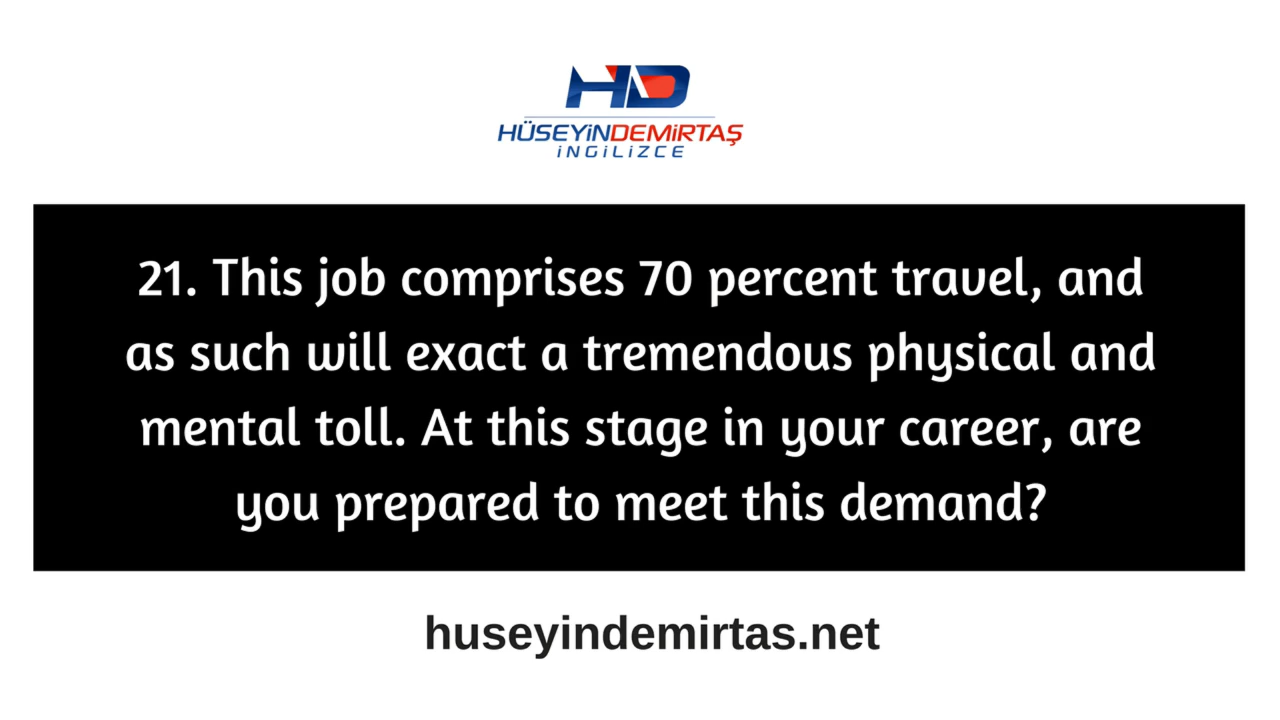 HD
HÜSEYİNDEMİRTAŞ
İNGİLİZCE
21. This job comprises 70 percent travel, and
as such will exact a tremendous physical and
mental toll. At this stage in your career, are
you prepared to meet this demand?
huseyindemirtas.net